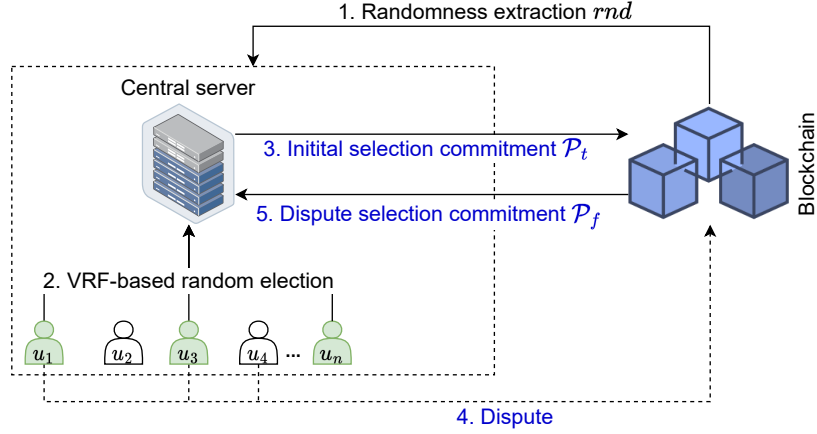 1. Randomness extraction rnd
Central server
3. Initital selection commitment 𝒫t
5. Dispute selection commitment 𝒫f
Blockchain
2. VRF-based random election
u1 u2 u3 u4 ... un
4. Dispute